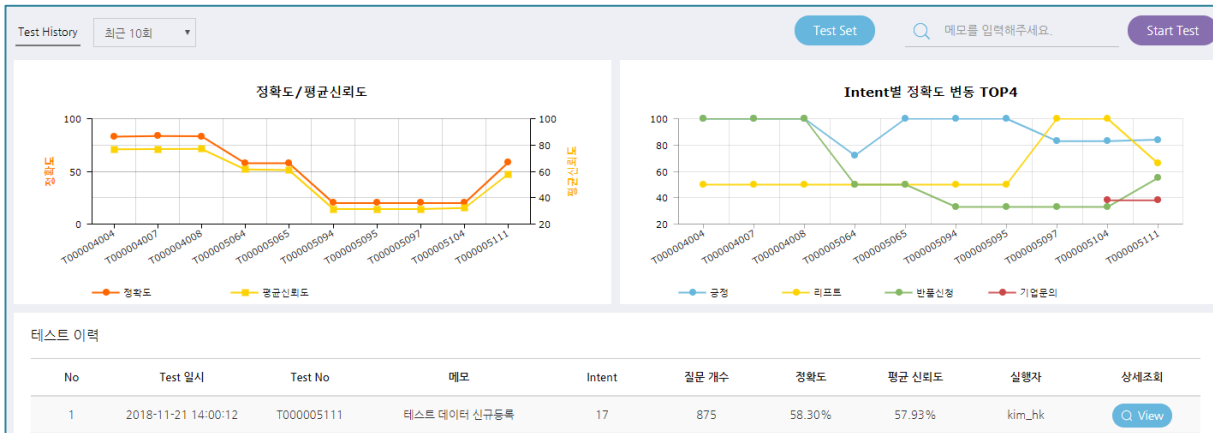 Test History 최근 10회 ▼ Test Set 메모를 입력해주세요. Start Test
정확도/평균신뢰도
100
50
0
정확도
100
80
60
40
20
평균신뢰도
T000004004 T000004007 T000004008 T000005064 T000005065 T000005094 T000005095 T000005097 T000005104 T000005111
정확도 평균신뢰도
Intent별 정확도 변동 TOP4
100
80
60
40
20
T000004004 T000004007 T000004008 T000005064 T000005065 T000005094 T000005095 T000005097 T000005104 T000005111
긍정 리프트 반품신청 기업문의
테스트 이력
No Test 일시 Test No 메모 Intent 질문 개수 정확도 평균 신뢰도 실행자 상세조회
1 2018-11-21 14:00:12 T000005111 테스트 데이터 신규등록 17 875 58.30% 57.93% kim_hk View